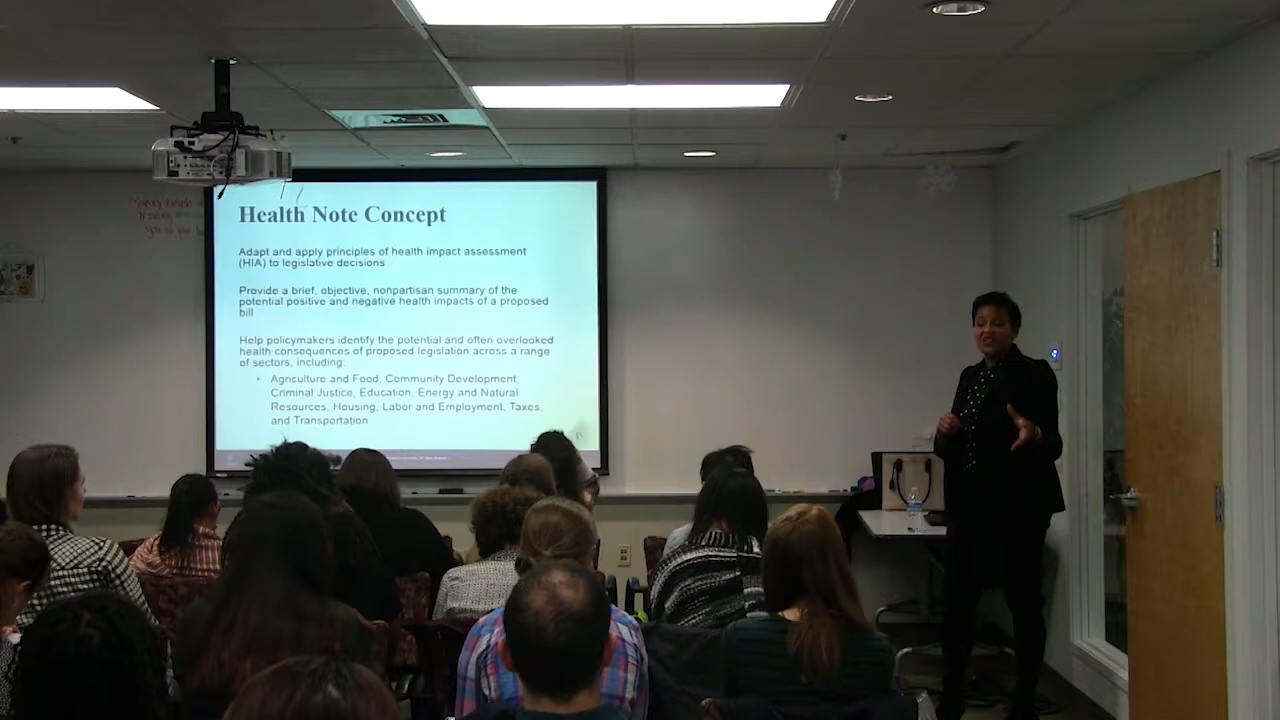 Health Note Concept
Adapt and apply principles of health impact assessment
(HIA) to legislative decisions
Provide a brief, objective, nonpartisan summary of the
potential positive and negative health impacts of a proposed
bill
Help policymakers identify the potential and often overlooked
health consequences of proposed legislation across a range
of sectors, including:
• Agriculture and Food, Community Development,
Criminal Justice, Education, Energy and Natural
Resources, Housing, Labor and Employment, Taxes,
and Transportation